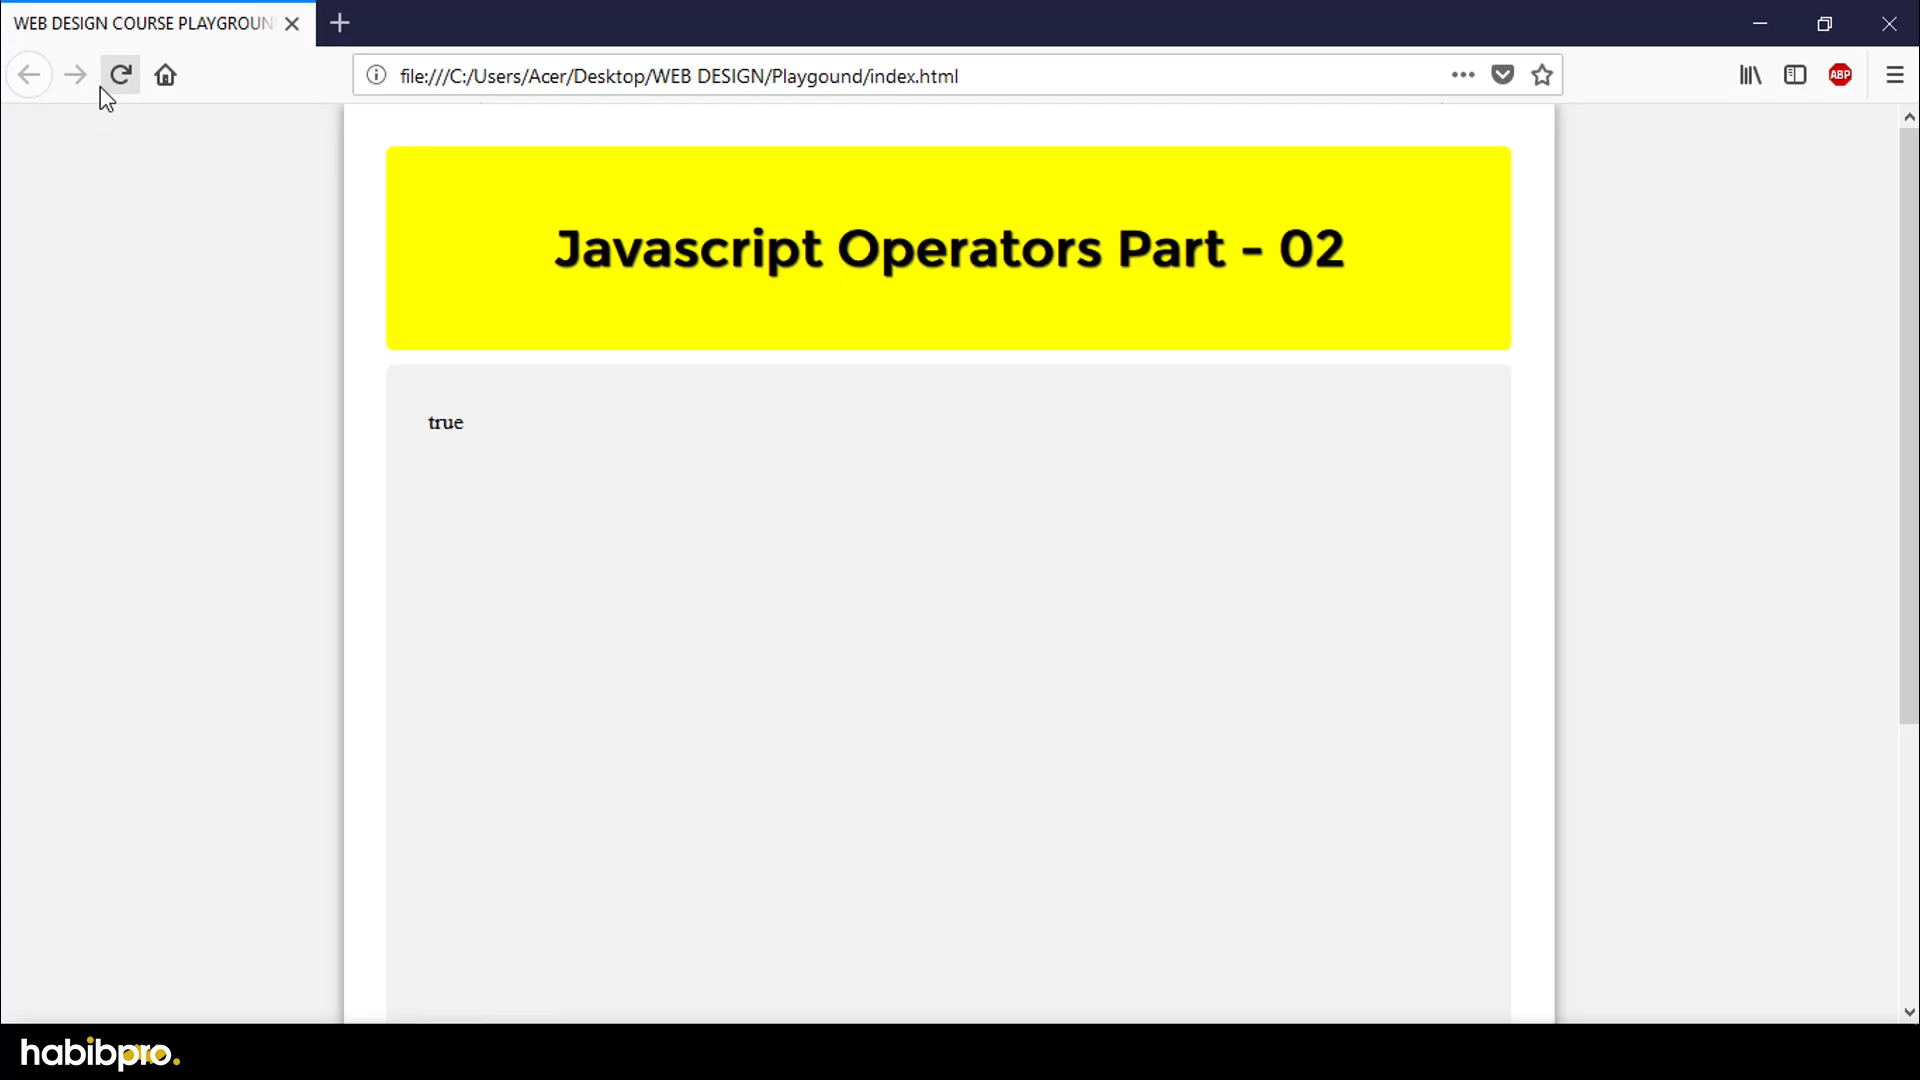 WEB DESIGN COURSE PLAYGROUN
file:///C:/Users/Acer/Desktop/WEB DESIGN/Playgound/index.html
ABP
Javascript Operators Part - 02
true
habibpro.